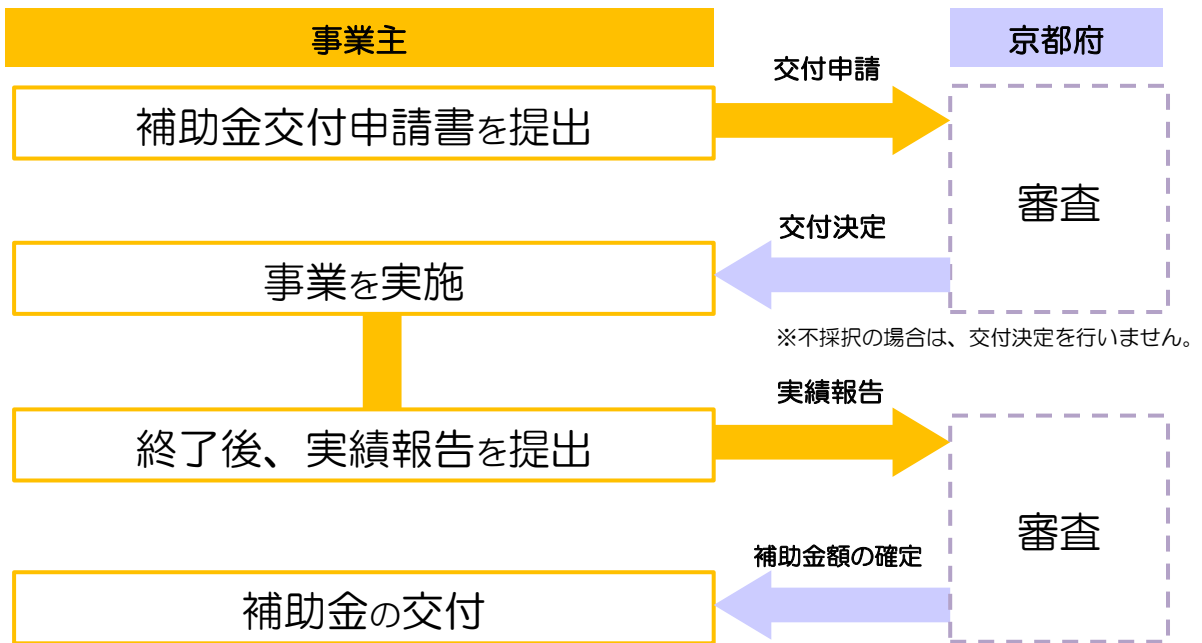 事業主
京都府
交付申請
補助金交付申請書を提出
審査
交付決定
事業を実施
※不採択の場合は、交付決定を行いません。
実績報告
終了後、実績報告を提出
審査
補助金額の確定
補助金の交付